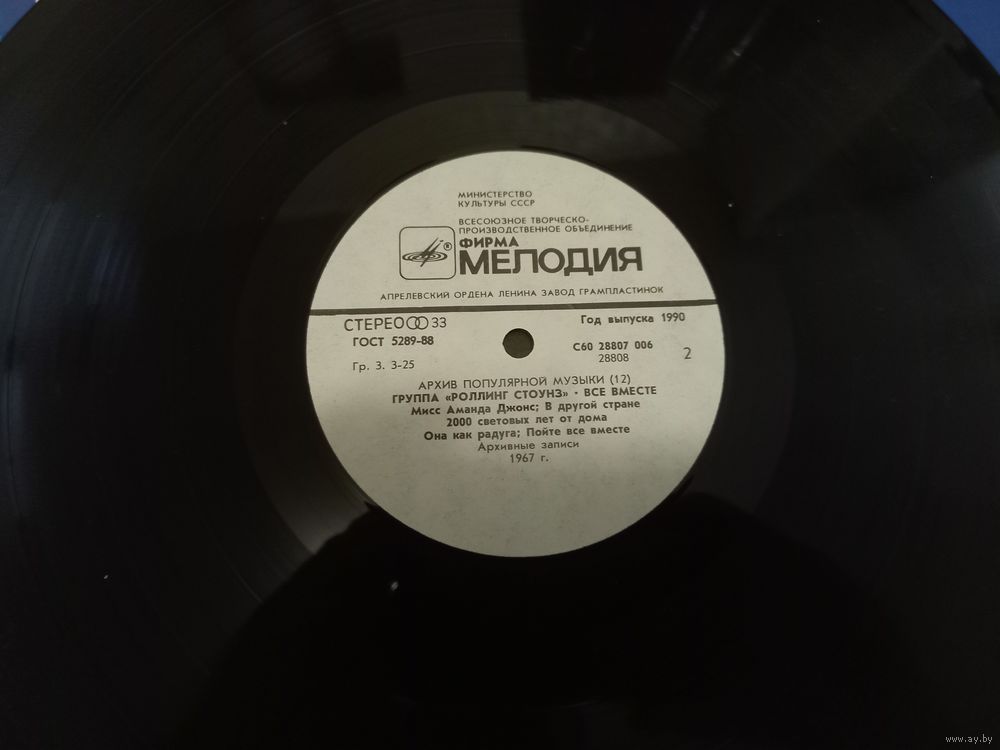 МИНИСТЕРСТВО
КУЛЬТУРЫ СССР
ВСЕСОЮЗНОЕ ТВОРЧЕСКО-
ПРОИЗВОДСТВЕННОЕ ОБЪЕДИНЕНИЕ
®
ФИРМА
МЕЛОДИЯ
АПРЕЛЕВСКИЙ ОРДЕНА ЛЕНИНА ЗАВОД ГРАМПЛАСТИНОК
СТЕРЕО 33
Год выпуска 1990
ГОСТ 5289-88
С60 28807 006
28808
2
Гр. 3. 3-25
АРХИВ ПОПУЛЯРНОЙ МУЗЫКИ (12)
ГРУППА «РОЛЛИНГ СТОУНЗ» · ВСЕ ВМЕСТЕ
Мисс Аманда Джонс; В другой стране
2000 световых лет от дома
Она как радуга; Пойте все вместе
Архивные записи
1967 г.
www.ay.by